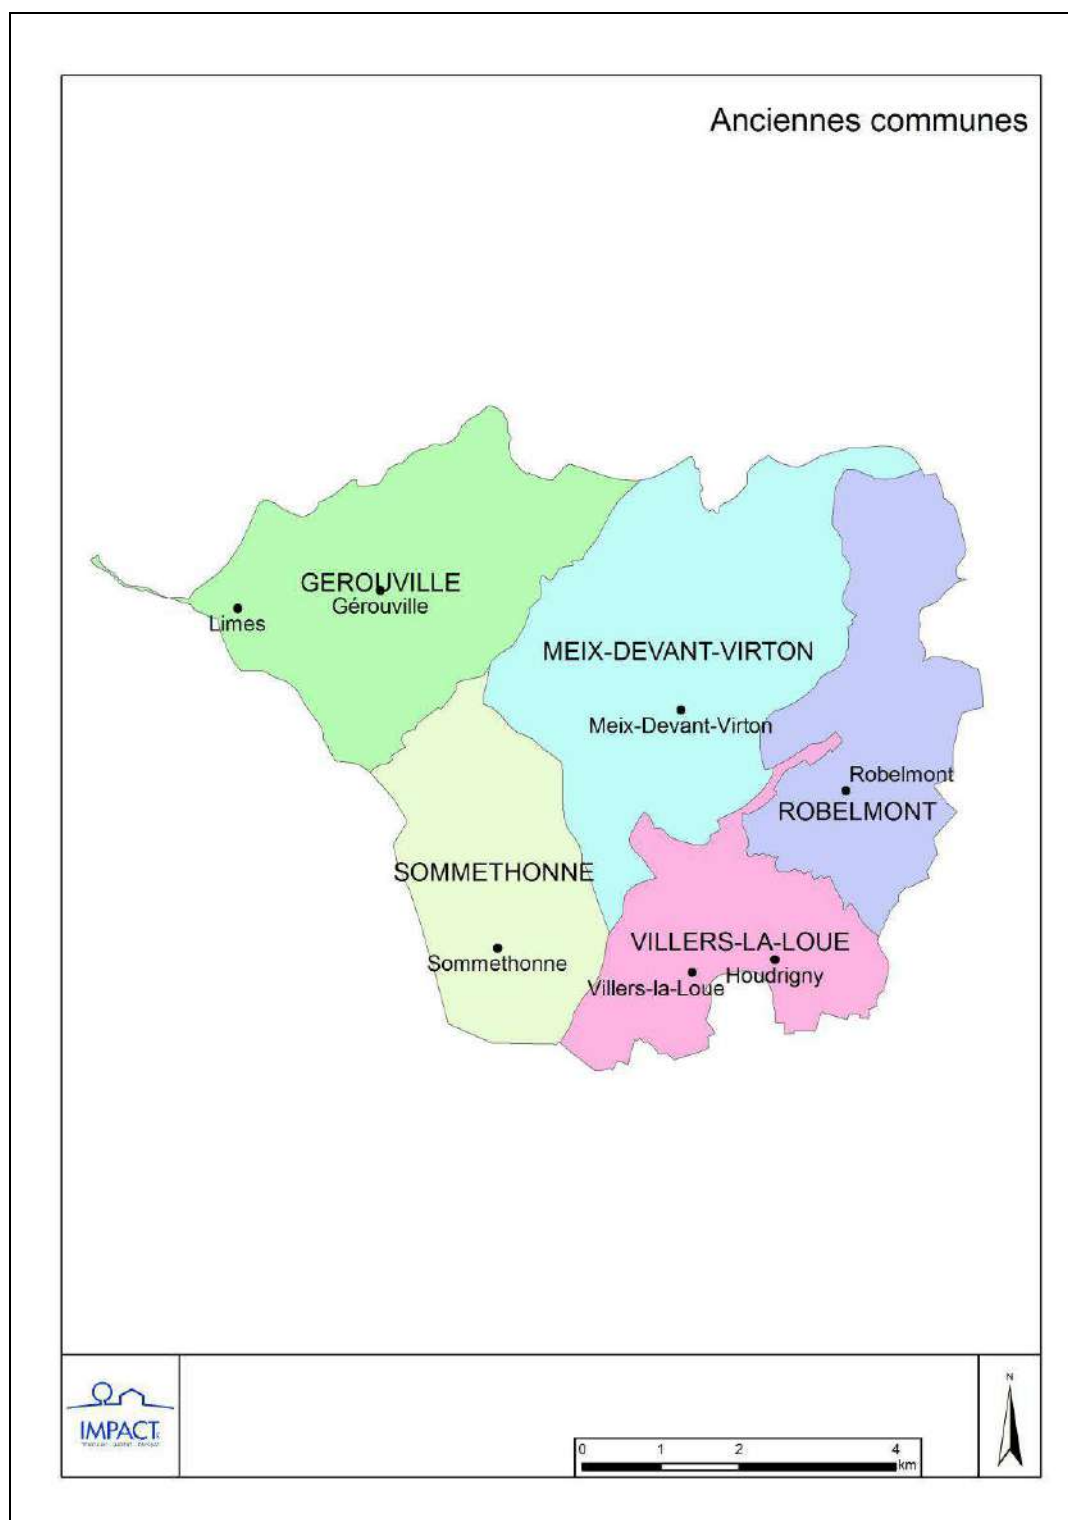 Anciennes communes
GEROUVILLE
Gérouville
Limes
MEIX-DEVANT-VIRTON
Meix-Devant-Virton
Robelmont
ROBELMONT
SOMMETHONNE
Sommethonne
VILLERS-LA-LOUE
Houdrigny
Villers-la-Loue
IMPACT
0 1 2 4
km
N